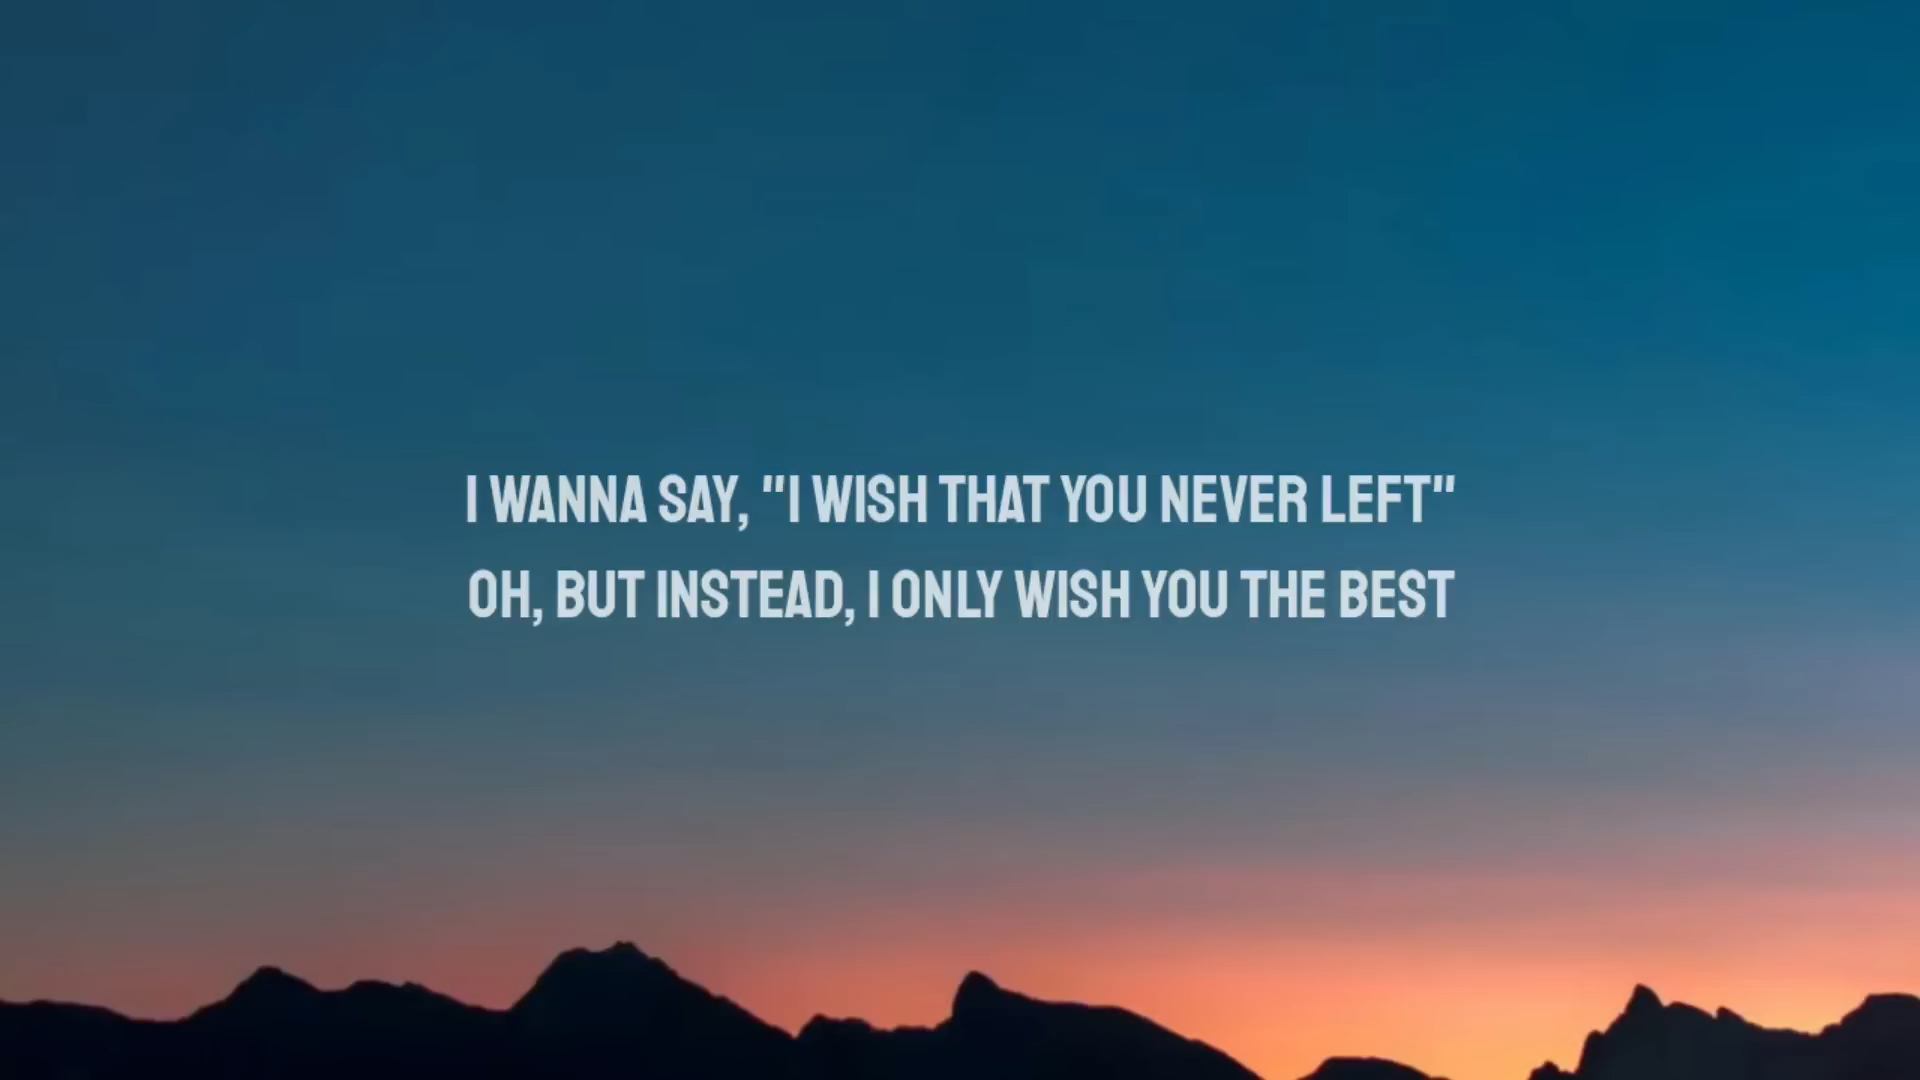 I WANNA SAY, "I WISH THAT YOU NEVER LEFT"
OH, BUT INSTEAD, I ONLY WISH YOU THE BEST